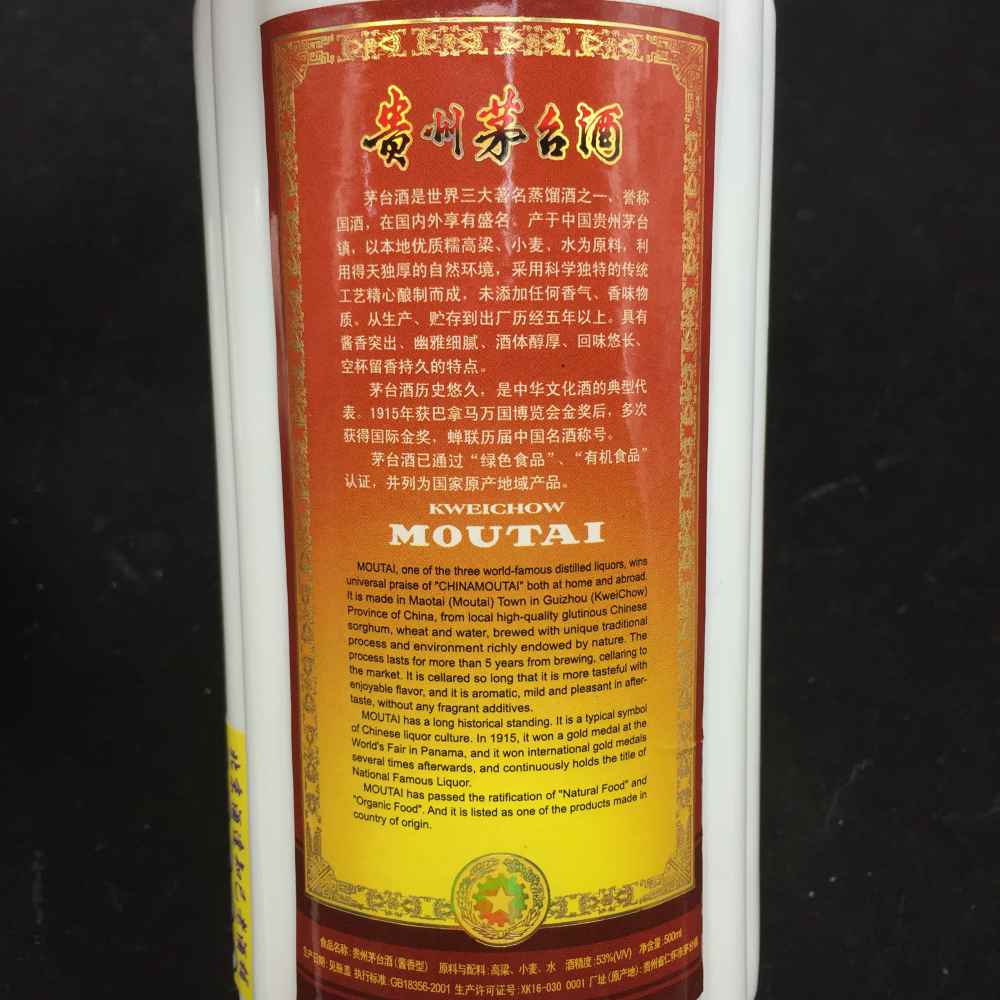 贵州茅台酒
茅台酒是世界三大著名蒸馏酒之一，誉称
国酒，在国内外享有盛名。产于中国贵州茅台
镇，以本地优质糯高粱、小麦、水为原料，利
用得天独厚的自然环境，采用科学独特的传统
工艺精心酿制而成，未添加任何香气、香味物
质。从生产、贮存到出厂历经五年以上。具有
酱香突出、幽雅细腻、酒体醇厚、回味悠长、
空杯留香持久的特点。
茅台酒历史悠久，是中华文化酒的典型代
表。1915年获巴拿马万国博览会金奖后，多次
获得国际金奖，蝉联历届中国名酒称号。
茅台酒已通过“绿色食品”、“有机食品”
认证，并列为国家原产地域产品。
KWEICHOW
MOUTAI
MOUTAI, one of the three world-famous distilled liquors, wins
universal praise of "CHINAMOUTAI" both at home and abroad.
It is made in Maotai (Moutai) Town in Guizhou (KweiChow)
Province of China, from local high-quality glutinous Chinese
sorghum, wheat and water, brewed with unique traditional
process and environment richly endowed by nature. The
process lasts for more than 5 years from brewing, cellaring to
the market. It is cellared so long that it is more tasteful with
enjoyable flavor, and it is aromatic, mild and pleasant in after-
taste, without any fragrant additives.
MOUTAI has a long historical standing. It is a typical symbol
of Chinese liquor culture. In 1915, it won a gold medal at the
World's Fair in Panama, and it won international gold medals
several times afterwards, and continuously holds the title of
National Famous Liquor.
MOUTAI has passed the ratification of "Natural Food" and
"Organic Food". And it is listed as one of the products made in
country of origin.
食品名称:贵州茅台酒(酱香型) 原料与配料:高粱、小麦、水 酒精度:53%(V/V) 净含量:500ml
生产日期:见瓶盖 执行标准:GB18356-2001 生产许可证号:XK16-030 0001 厂址(原产地):贵州省仁怀市茅台镇